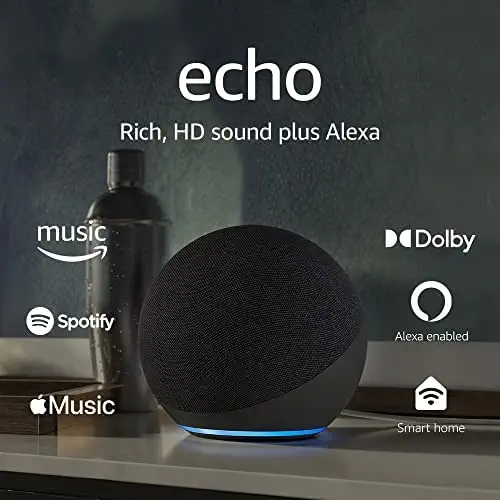 echo
Rich, HD sound plus Alexa
music
Spotify
Music
Dolby
Alexa enabled
Smart home